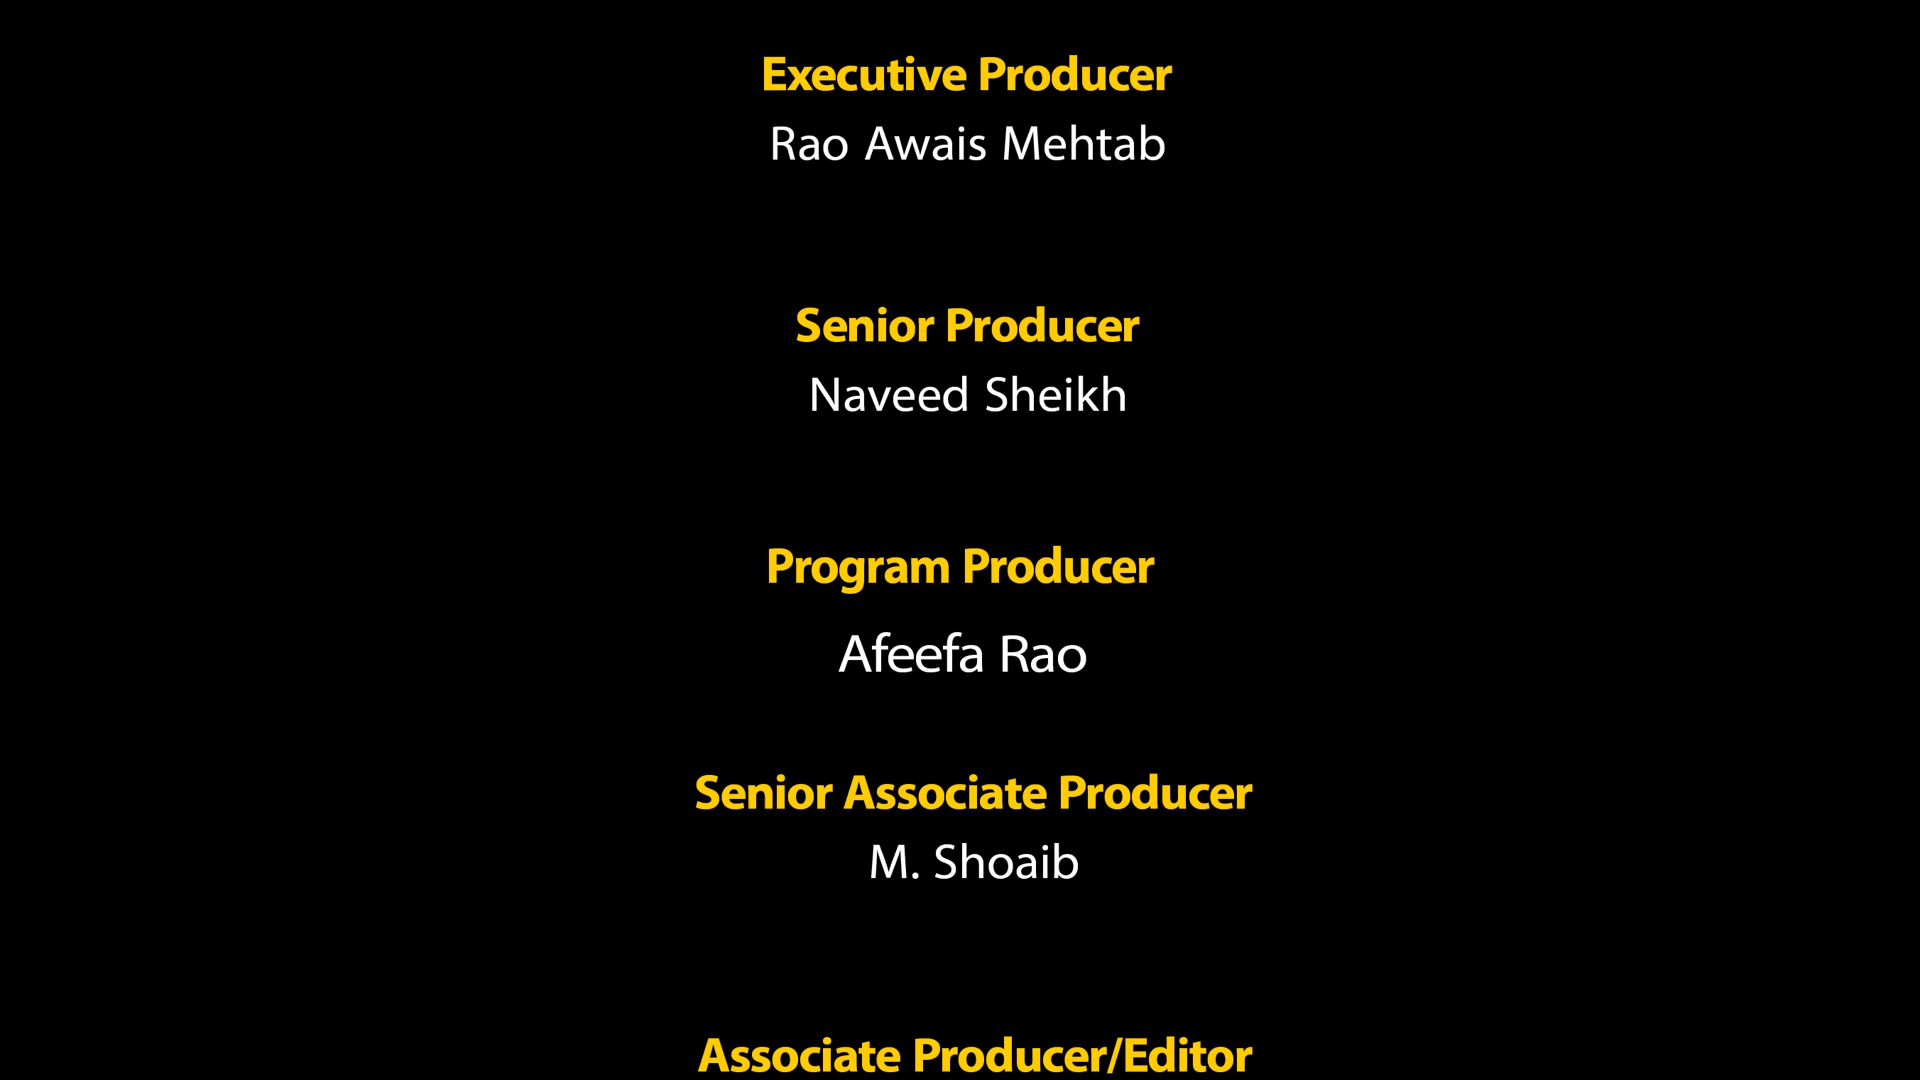 Executive Producer
Rao Awais Mehtab
Senior Producer
Naveed Sheikh
Program Producer
Afeefa Rao
Senior Associate Producer
M. Shoaib
Associate Producer/Editor